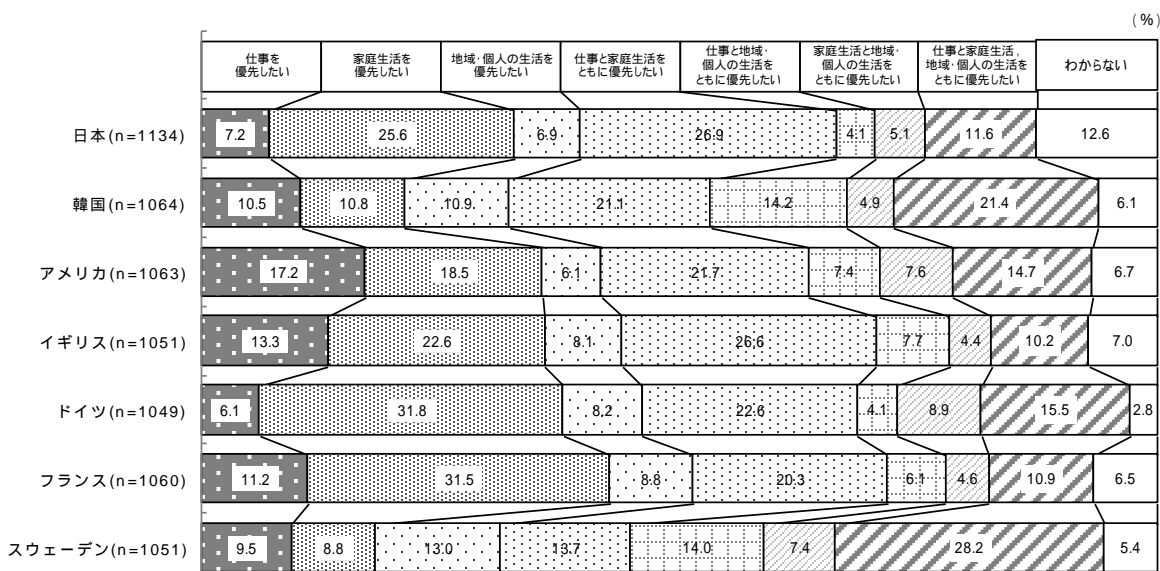 (%)
仕事を
優先したい
家庭生活を
優先したい
地域・個人の生活を
優先したい
仕事と家庭生活を
ともに優先したい
仕事と地域・
個人の生活を
ともに優先したい
家庭生活と地域・
個人の生活を
ともに優先したい
仕事と家庭生活,
地域・個人の生活を
ともに優先したい
わからない
日本(n=1134) 7.2 25.6 6.9 26.9 4.1 5.1 11.6 12.6
韓国(n=1064) 10.5 10.8 10.9 21.1 14.2 4.9 21.4 6.1
アメリカ(n=1063) 17.2 18.5 6.1 21.7 7.4 7.6 14.7 6.7
イギリス(n=1051) 13.3 22.6 8.1 26.6 7.7 4.4 10.2 7.0
ドイツ(n=1049) 6.1 31.8 8.2 22.6 4.1 8.9 15.5 2.8
フランス(n=1060) 11.2 31.5 8.8 20.3 6.1 4.6 10.9 6.5
スウェーデン(n=1051) 9.5 8.8 13.0 13.7 14.0 7.4 28.2 5.4